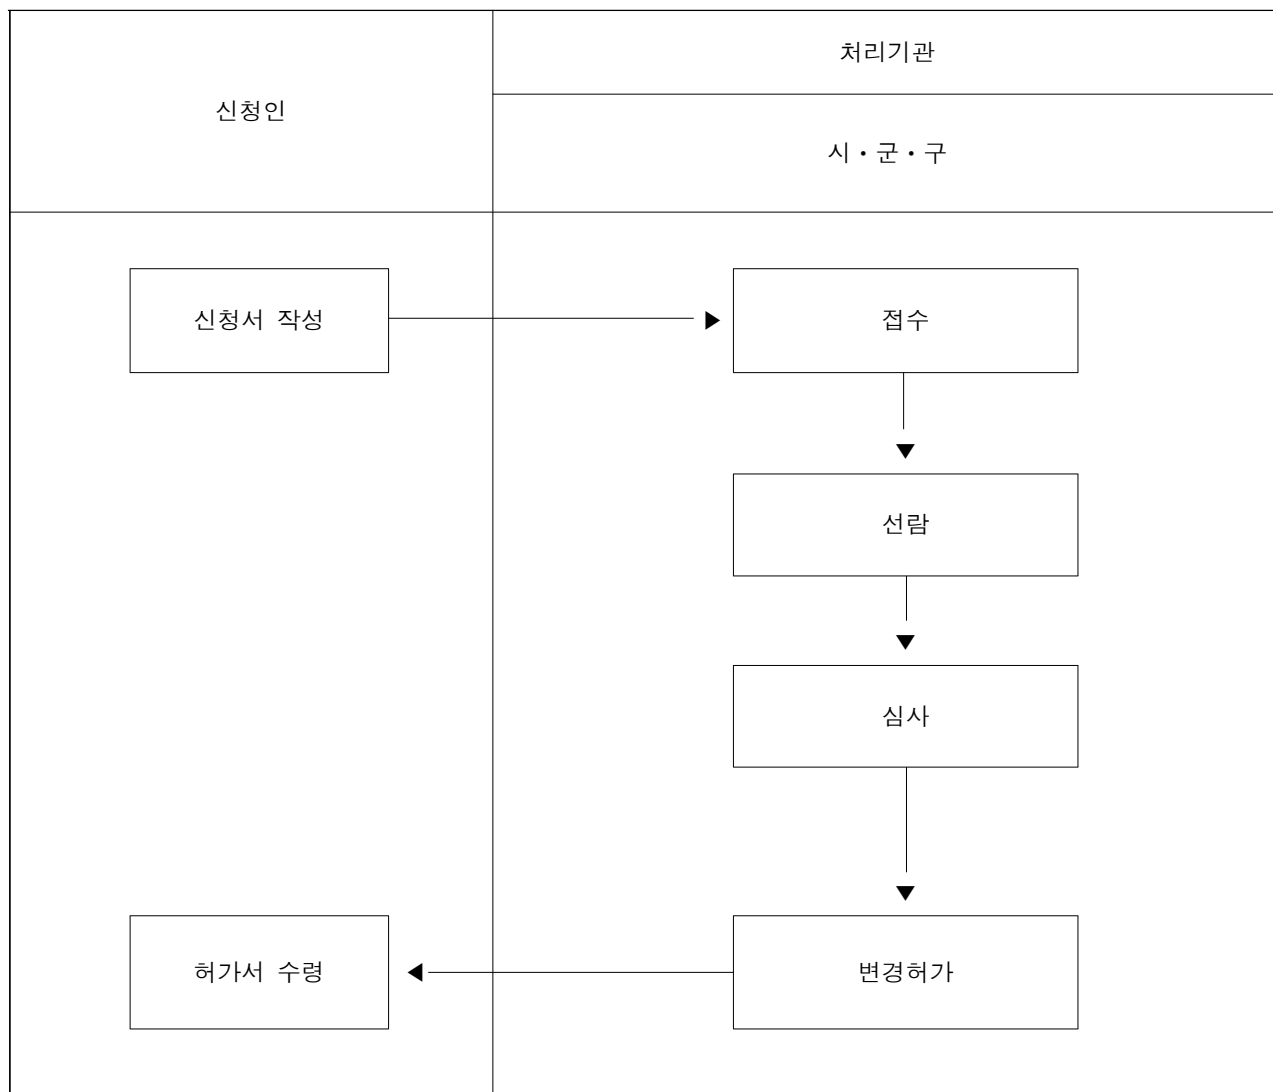 신청인
처리기관
시・군・구
신청서 작성
접수
선람
심사
허가서 수령
변경허가